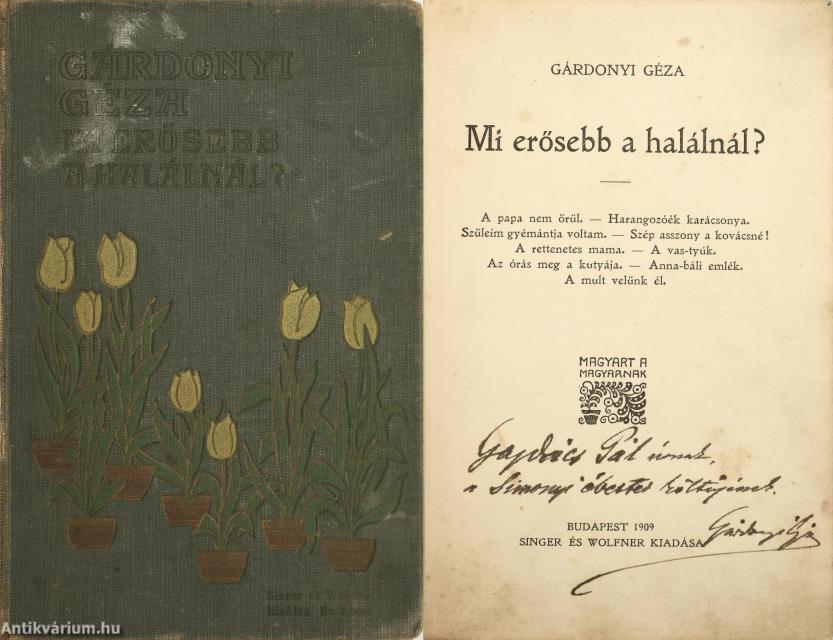 GÁRDONYI
GÉZA
MI ERŐSEBB
A HALÁLNÁL?
Singer és Wolfner
kiadása Budapest
Antikvárium.hu
GÁRDONYI GÉZA
Mi erősebb a halálnál?
A papa nem örül. — Harangozóék karácsonya.
Szüleim gyémántja voltam. — Szép asszony a kovácsné!
A rettenetes mama. — A vas-tyúk.
Az órás meg a kutyája. — Anna-báli emlék.
A mult velünk él.
MAGYART A
MAGYARNAK
Gajdács Pál úrnak,
a Simonyi óbester költőjének.
Gárdonyi Géza
BUDAPEST 1909
SINGER ÉS WOLFNER KIADÁSA